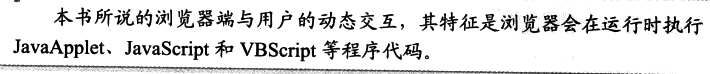 本书所说的浏览器端与用户的动态交互，其特征是浏览器会在运行时执行
JavaApplet、JavaScript 和 VBScript 等程序代码。